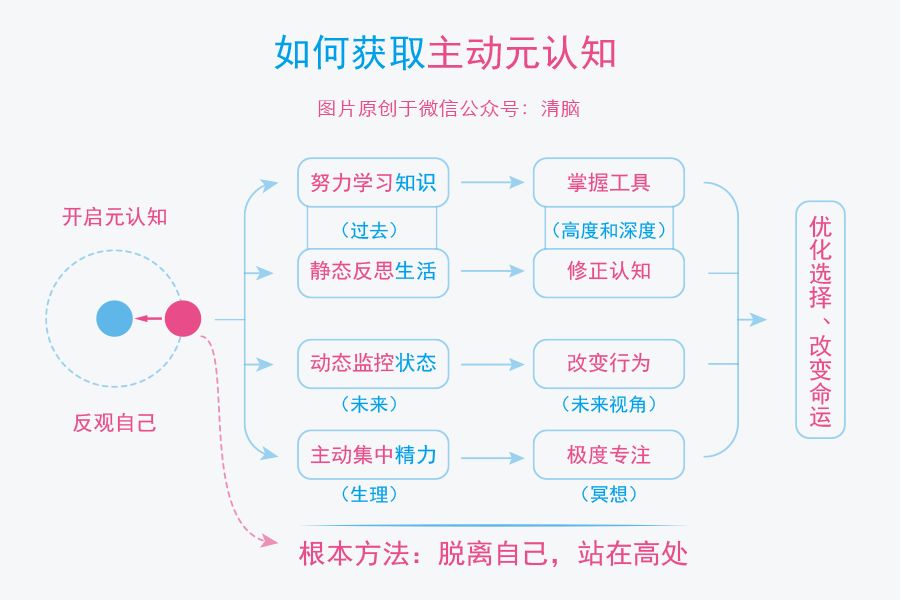 如何获取主动元认知
图片原创于微信公众号：清脑
开启元认知
反观自己
努力学习知识
掌握工具
（过去）
（高度和深度）
静态反思生活
修正认知
动态监控状态
改变行为
（未来）
（未来视角）
主动集中精力
极度专注
（生理）
（冥想）
优化选择、改变命运
根本方法：脱离自己，站在高处